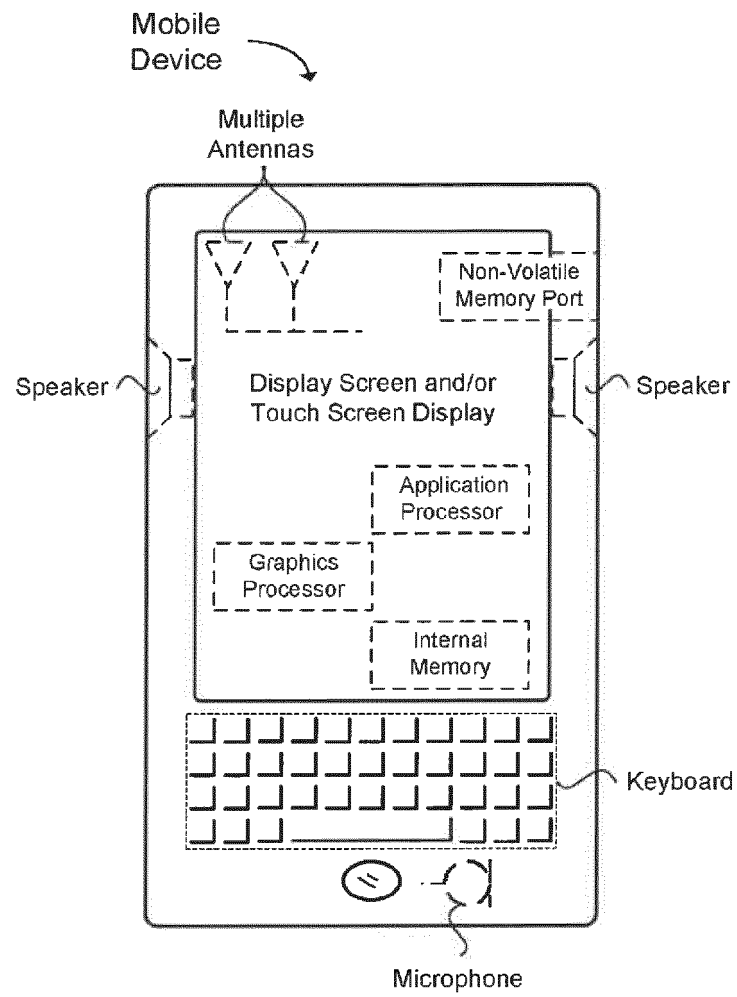 Mobile
Device
Multiple
Antennas
Non-Volatile
Memory Port
Speaker
Display Screen and/or
Touch Screen Display
Speaker
Application
Processor
Graphics
Processor
Internal
Memory
Keyboard
Microphone